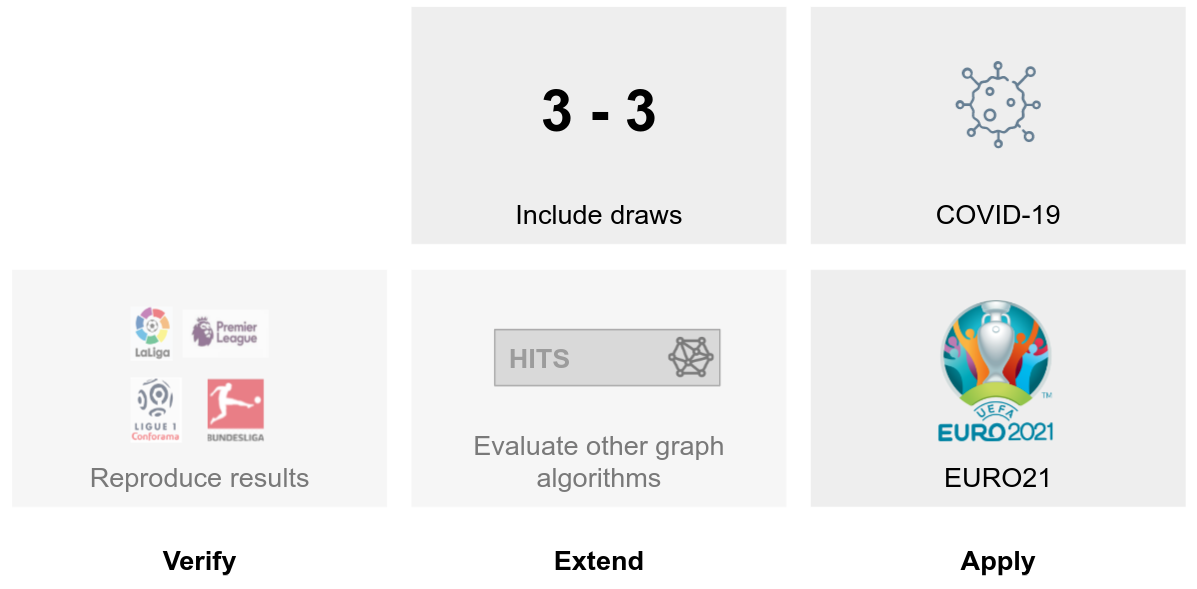 3 - 3
Include draws
COVID-19
LaLiga
Premier
League
LIGUE 1
Conforama
BUNDESLIGA
Reproduce results
HITS
Evaluate other graph
algorithms
TM
UEFA
EURO2021
EURO21
Verify
Extend
Apply